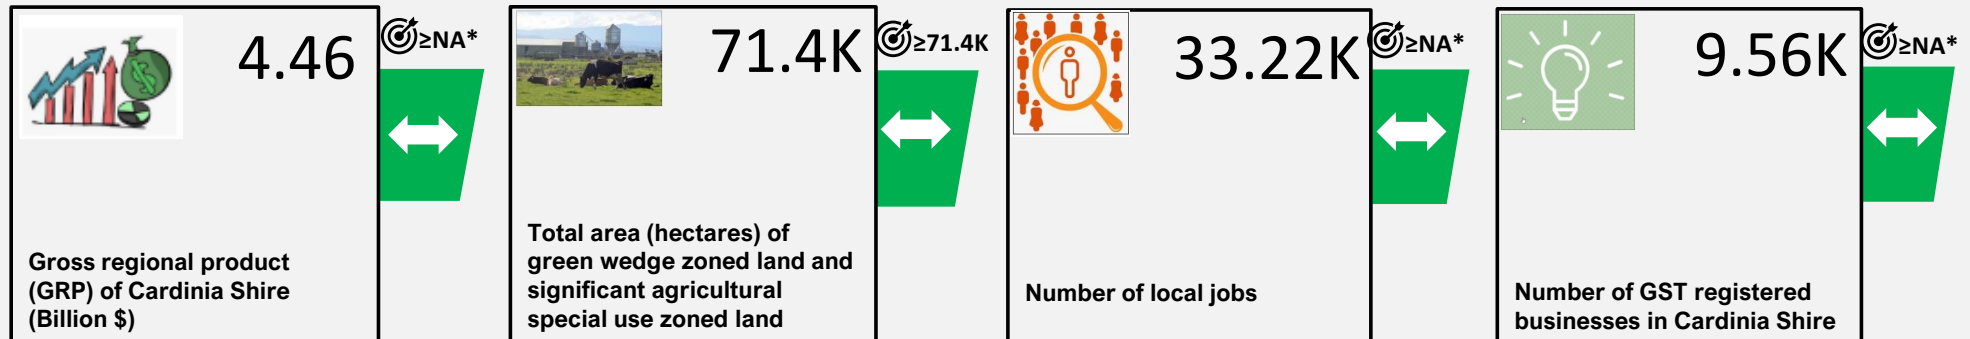 4.46
≥NA*
Gross regional product
(GRP) of Cardinia Shire
(Billion $)
71.4K
≥71.4K
Total area (hectares) of
green wedge zoned land and
significant agricultural
special use zoned land
33.22K
≥NA*
Number of local jobs
9.56K
≥NA*
Number of GST registered
businesses in Cardinia Shire